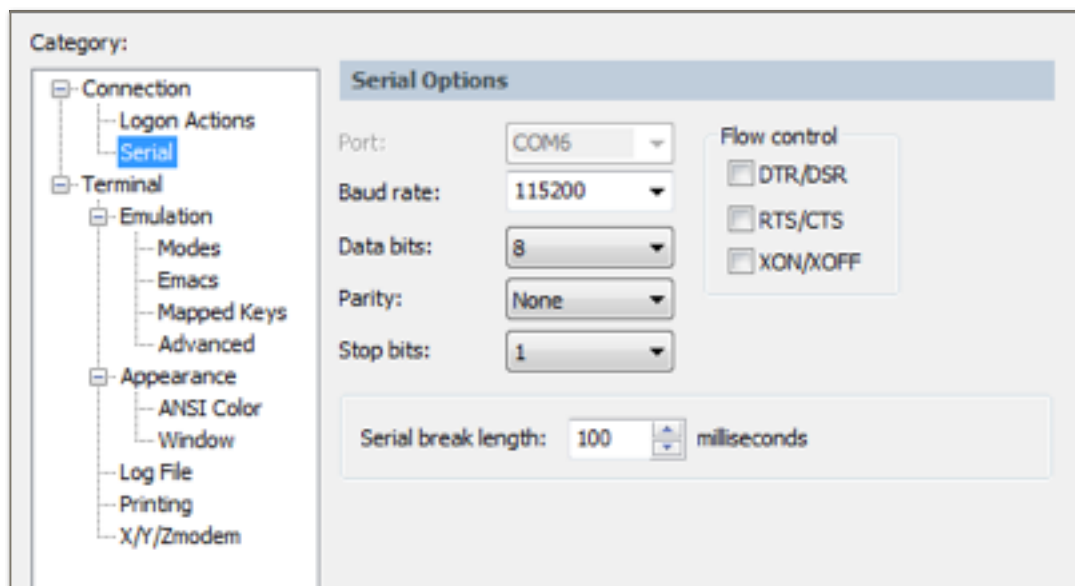 Category:
Connection
Logon Actions
Serial
Terminal
Emulation
Modes
Emacs
Mapped Keys
Advanced
Appearance
ANSI Color
Window
Log File
Printing
X/Y/Zmodem
Serial Options
Port: COM6
Baud rate: 115200
Data bits: 8
Parity: None
Stop bits: 1
Flow control
DTR/DSR
RTS/CTS
XON/XOFF
Serial break length: 100 milliseconds